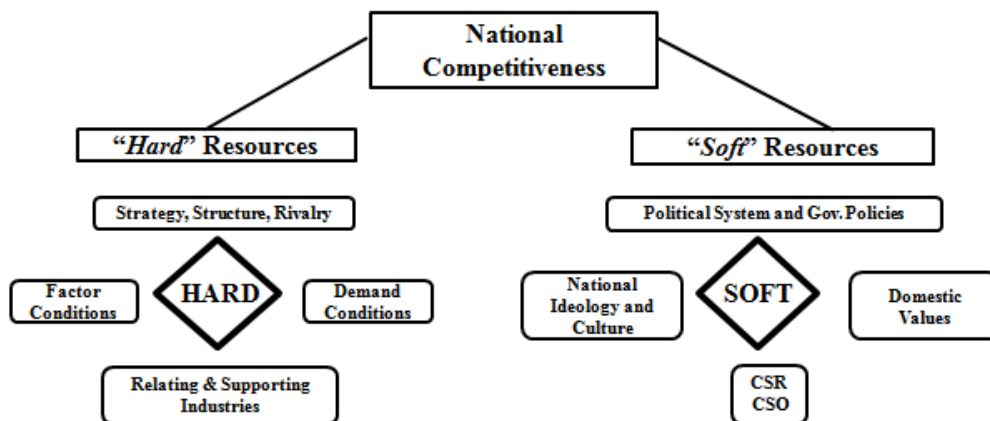 National
Competitiveness
“Hard” Resources
“Soft” Resources
Strategy, Structure, Rivalry
Political System and Gov. Policies
Factor
Conditions
HARD
Demand
Conditions
National
Ideology and
Culture
SOFT
Domestic
Values
Relating & Supporting
Industries
CSR
CSO